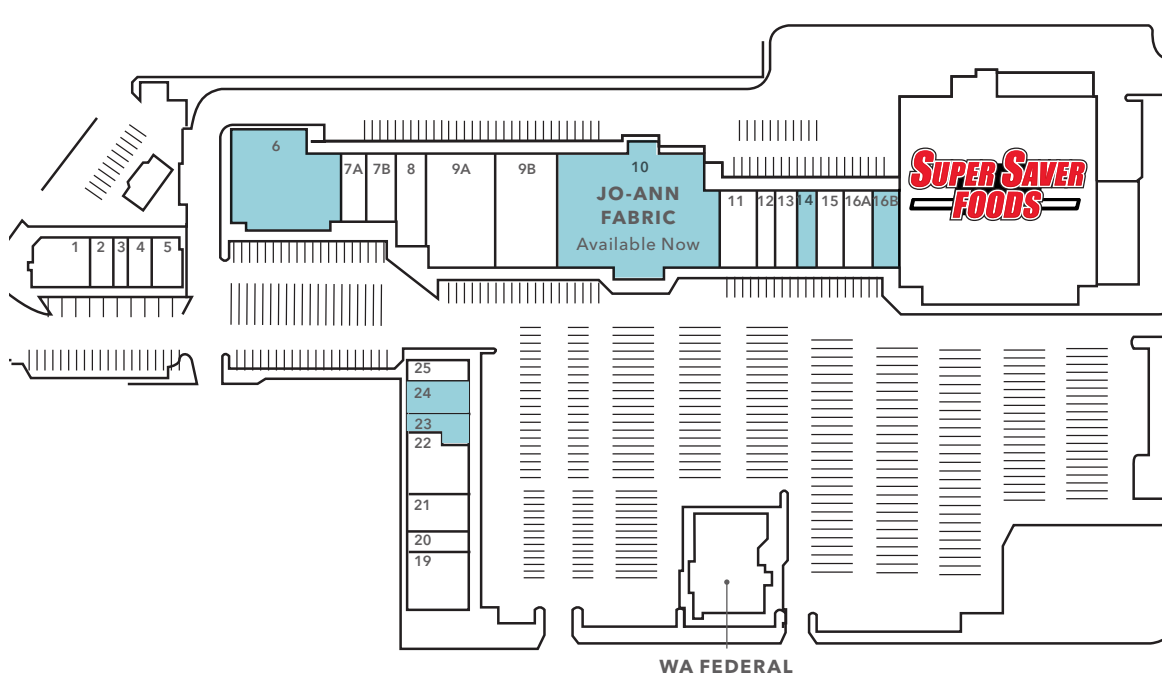 6
7A
7B
8
9A
9B
10
JO-ANN
FABRIC
Available Now
11
12
13
14
15
16A
16B
SUPER SAVER
FOODS
1
2
3
4
5
25
24
23
22
21
20
19
WA FEDERAL